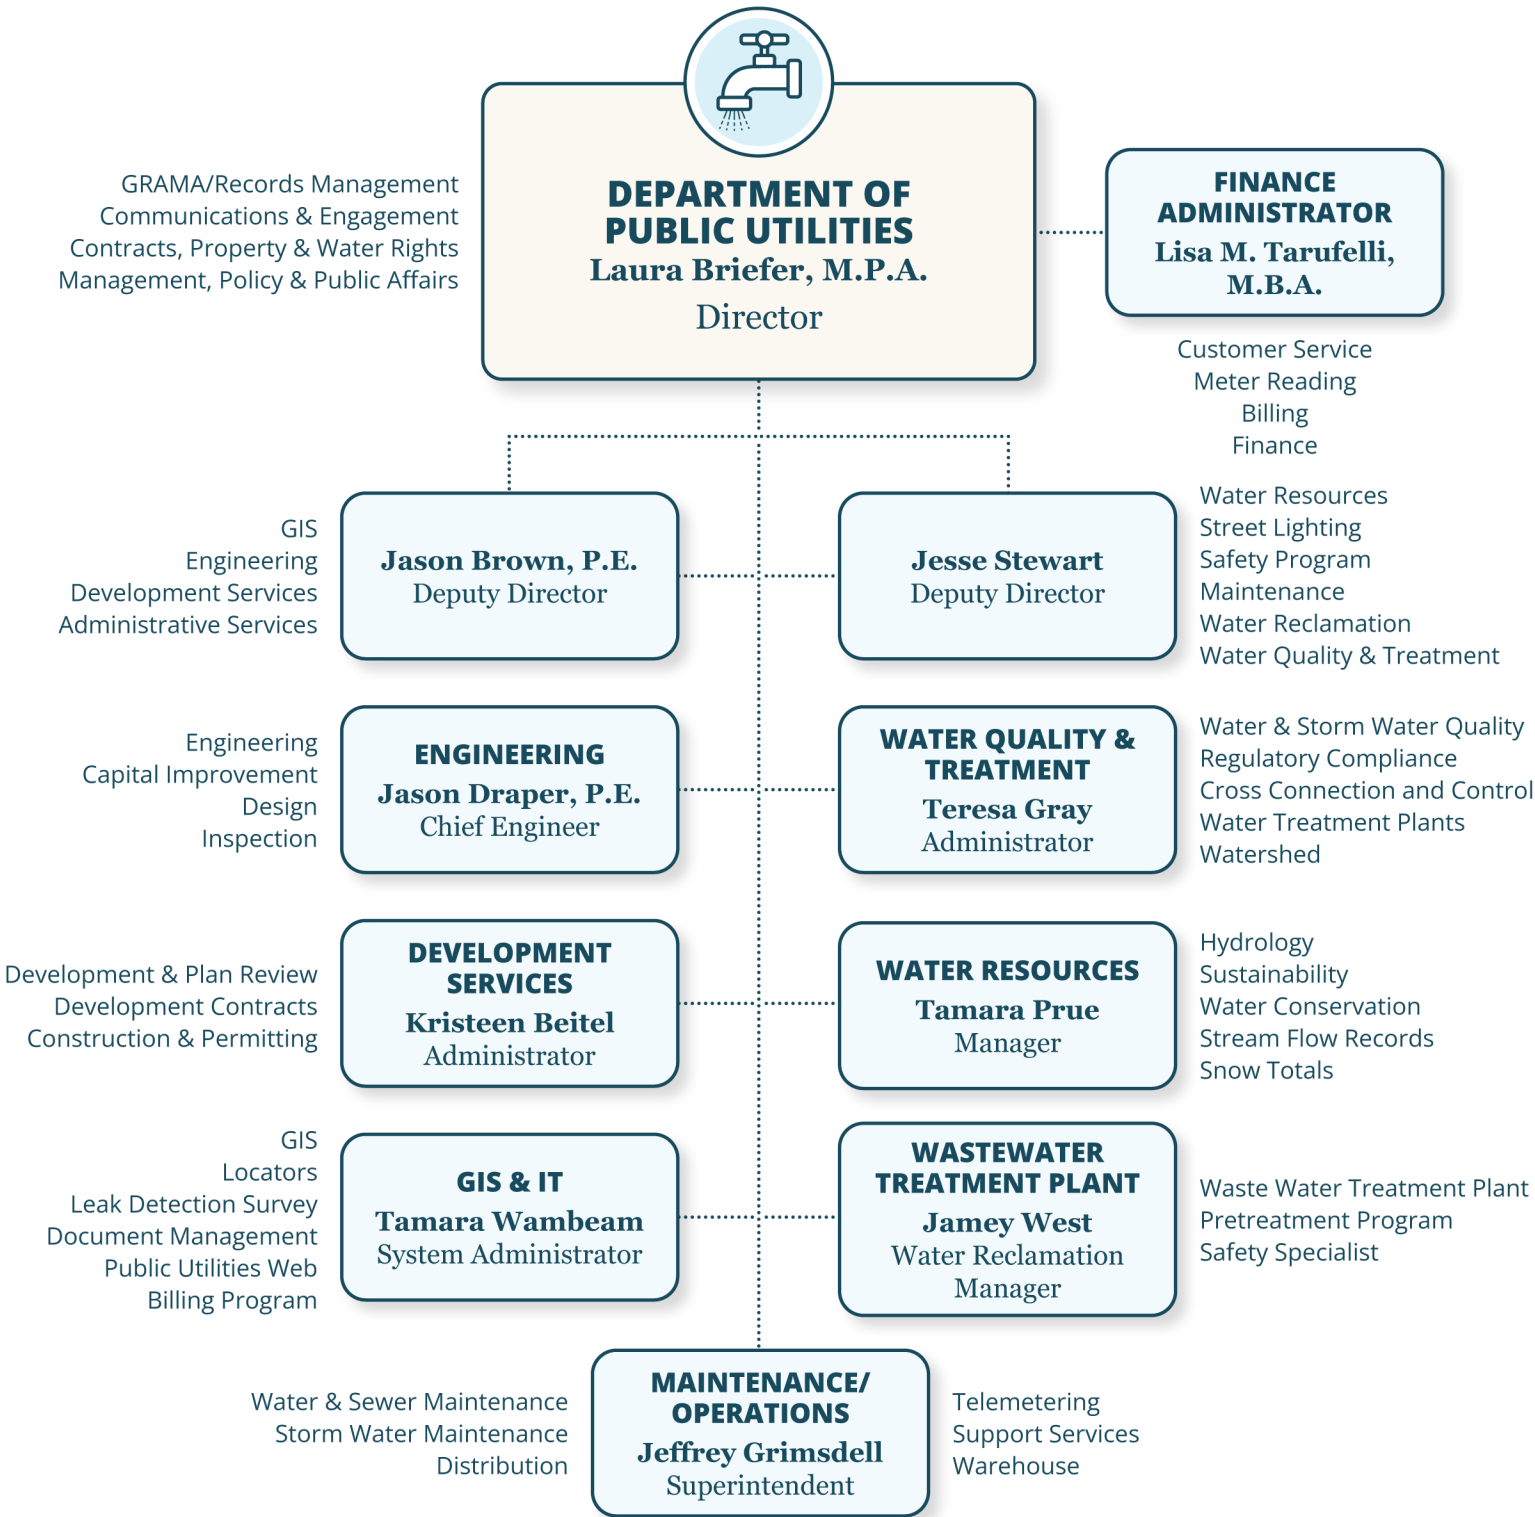 GRAMA/Records Management
Communications & Engagement
Contracts, Property & Water Rights
Management, Policy & Public Affairs
DEPARTMENT OF
PUBLIC UTILITIES
Laura Briefer, M.P.A.
Director
FINANCE
ADMINISTRATOR
Lisa M. Tarufelli,
M.B.A.
Customer Service
Meter Reading
Billing
Finance
GIS
Engineering
Development Services
Administrative Services
Jason Brown, P.E.
Deputy Director
Jesse Stewart
Deputy Director
Water Resources
Street Lighting
Safety Program
Maintenance
Water Reclamation
Water Quality & Treatment
Engineering
Capital Improvement
Design
Inspection
ENGINEERING
Jason Draper, P.E.
Chief Engineer
WATER QUALITY &
TREATMENT
Teresa Gray
Administrator
Water & Storm Water Quality
Regulatory Compliance
Cross Connection and Control
Water Treatment Plants
Watershed
Development & Plan Review
Development Contracts
Construction & Permitting
DEVELOPMENT
SERVICES
Kristeen Beitel
Administrator
WATER RESOURCES
Tamara Prue
Manager
Hydrology
Sustainability
Water Conservation
Stream Flow Records
Snow Totals
GIS
Locators
Leak Detection Survey
Document Management
Public Utilities Web
Billing Program
GIS & IT
Tamara Wambeam
System Administrator
WASTEWATER
TREATMENT PLANT
Jamey West
Water Reclamation
Manager
Waste Water Treatment Plant
Pretreatment Program
Safety Specialist
Water & Sewer Maintenance
Storm Water Maintenance
Distribution
MAINTENANCE/
OPERATIONS
Jeffrey Grimsdell
Superintendent
Telemetering
Support Services
Warehouse